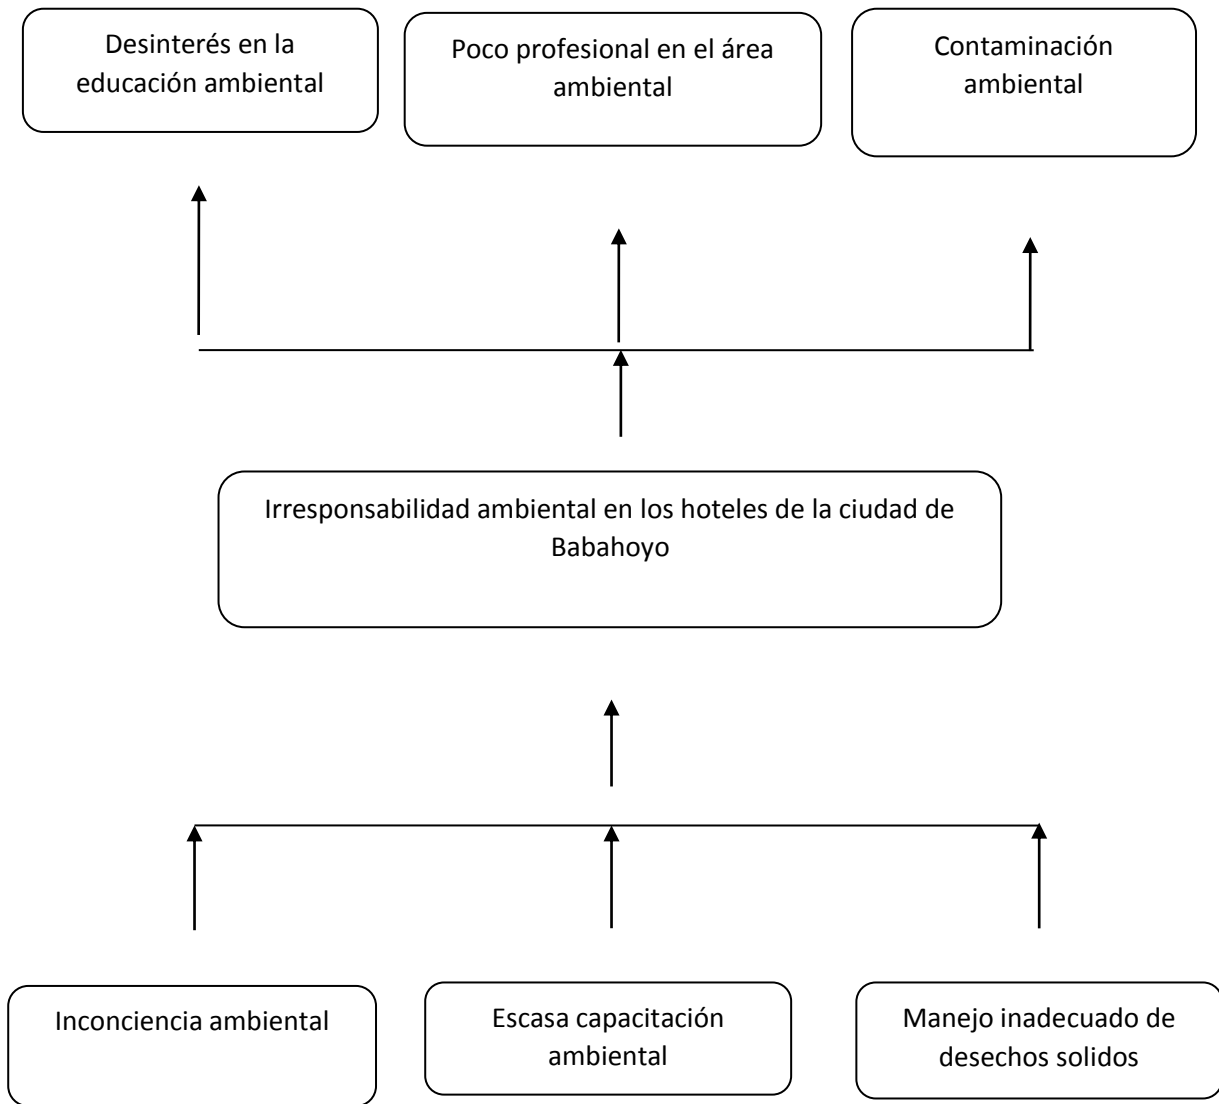 Desinterés en la
educación ambiental
Poco profesional en el área
ambiental
Contaminación
ambiental
Irresponsabilidad ambiental en los hoteles de la ciudad de
Babahoyo
Inconciencia ambiental
Escasa capacitación
ambiental
Manejo inadecuado de
desechos solidos